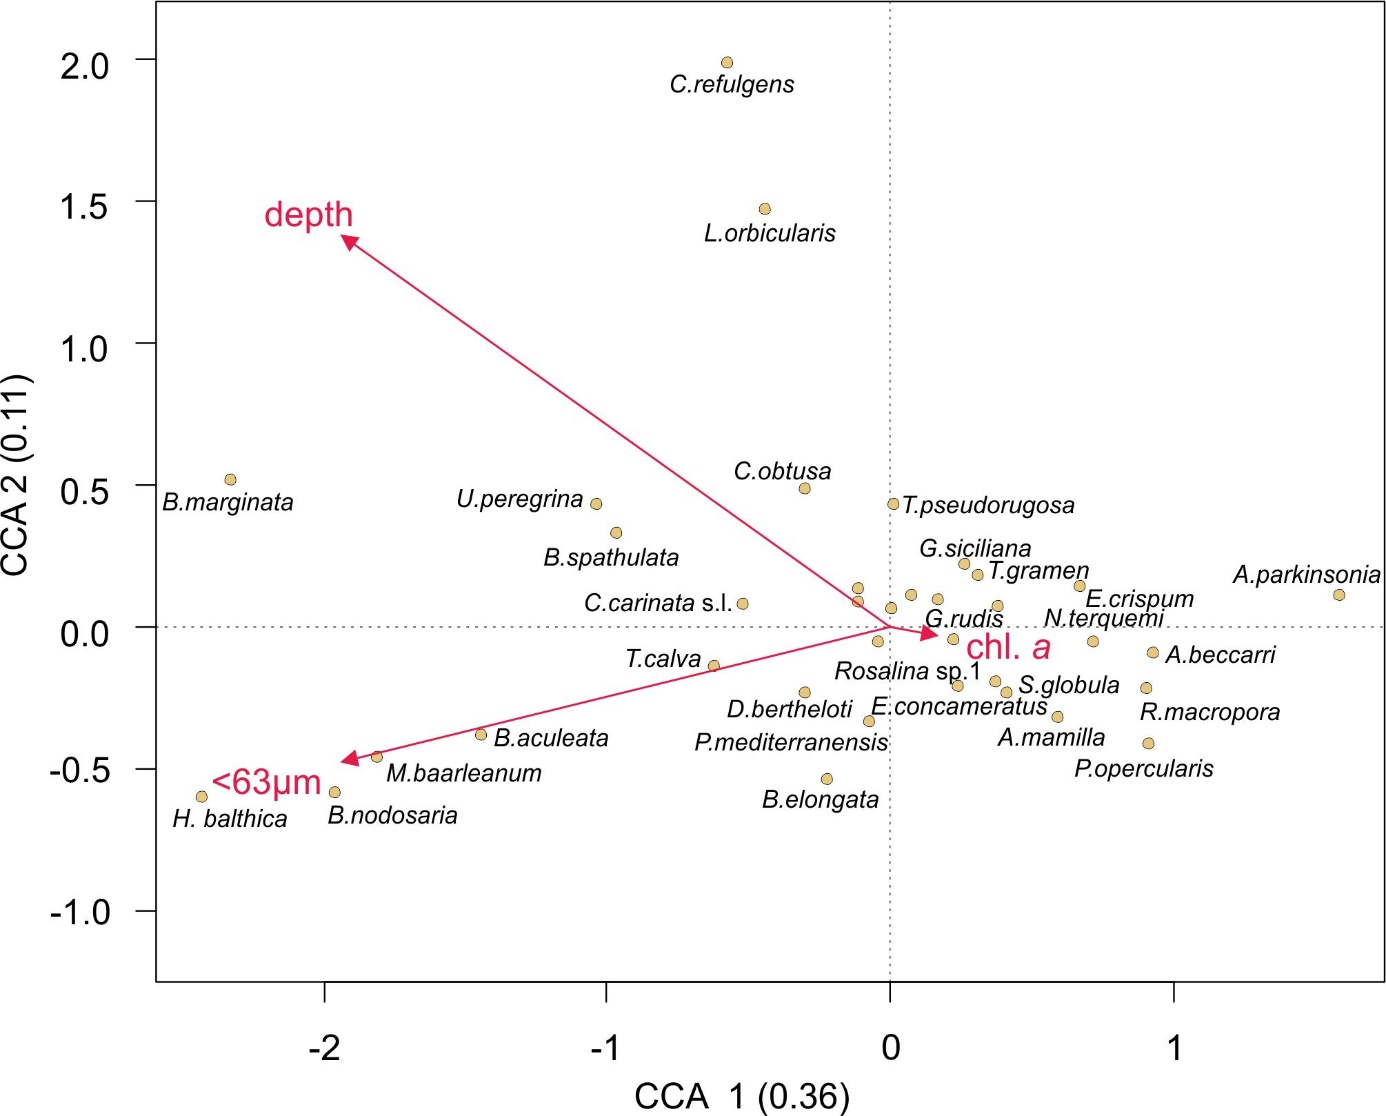 2.0
C.refulgens
depth
1.5
L.orbicularis
1.0
CCA 2 (0.11)
C.obtusa
0.5
B.marginata
U.peregrina
T.pseudorugosa
B.spathulata
G.siciliana
T.gramen
A.parkinsonia
C.carinata s.l.
E.crispum
G.rudis
N.terquemi
0.0
chl. a
T.calva
Rosalina sp.1
A.beccarri
S.globula
D.bertheloti
E.concameratus
R.macropora
B.aculeata
P.mediterranensis
A.mamilla
-0.5
<63µm
M.baarleanum
P.opercularis
H. balthica
B.nodosaria
B.elongata
-1.0
-2
-1
0
1
CCA 1 (0.36)